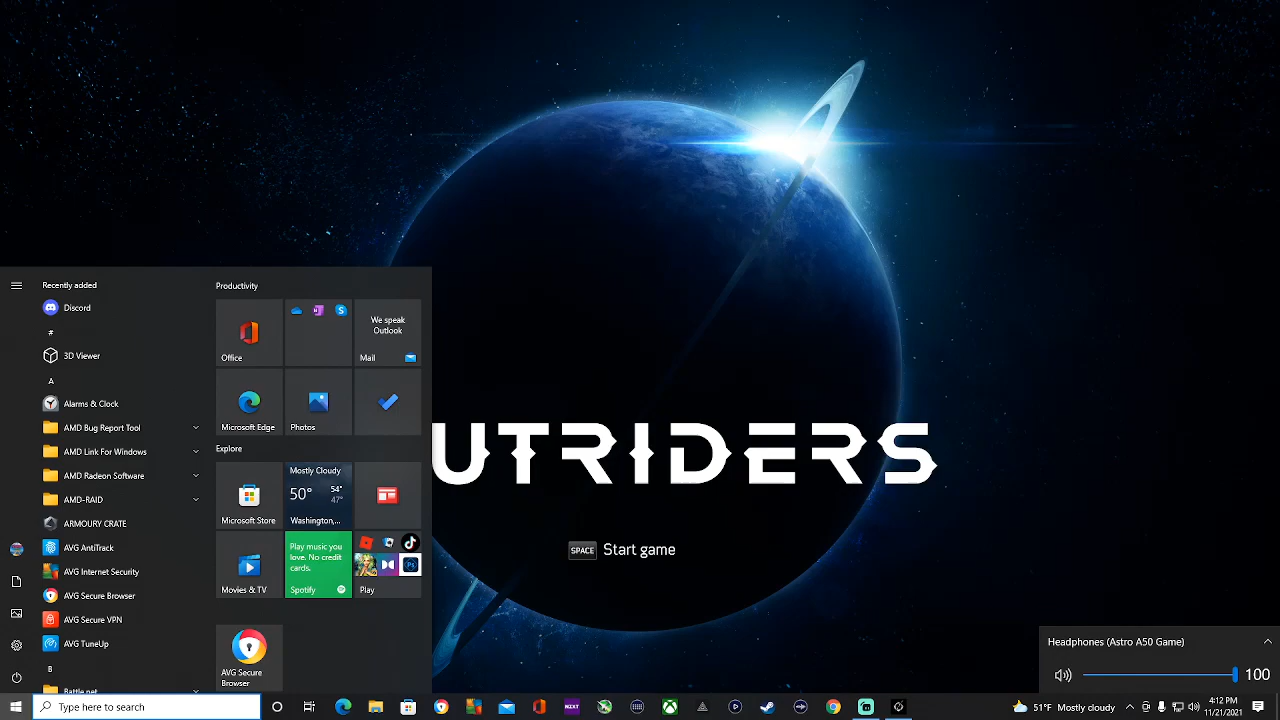 Recently added
Discord
#
3D Viewer
A
Alarms & Clock
AMD Bug Report Tool
AMD Link For Windows
AMD Radeon Software
AMD-RAID
ARMOURY CRATE
AVG AntiTrack
AVG Internet Security
AVG Secure Browser
AVG Secure VPN
AVG TuneUp
B
Battle.net
Productivity
Office
We speak
Outlook
Mail
Microsoft Edge
Photos
Explore
Microsoft Store
Mostly Cloudy
50° 54°
47°
Washington,...
Movies & TV
Play music you
love. No credit
cards.
Spotify
Play
AVG Secure
Browser
UTRIDERS
SPACE Start game
Headphones (Astro A50 Game)
100
Type here to search
NZXT
51°F Mostly cloudy
4:12 PM
11/21/2021